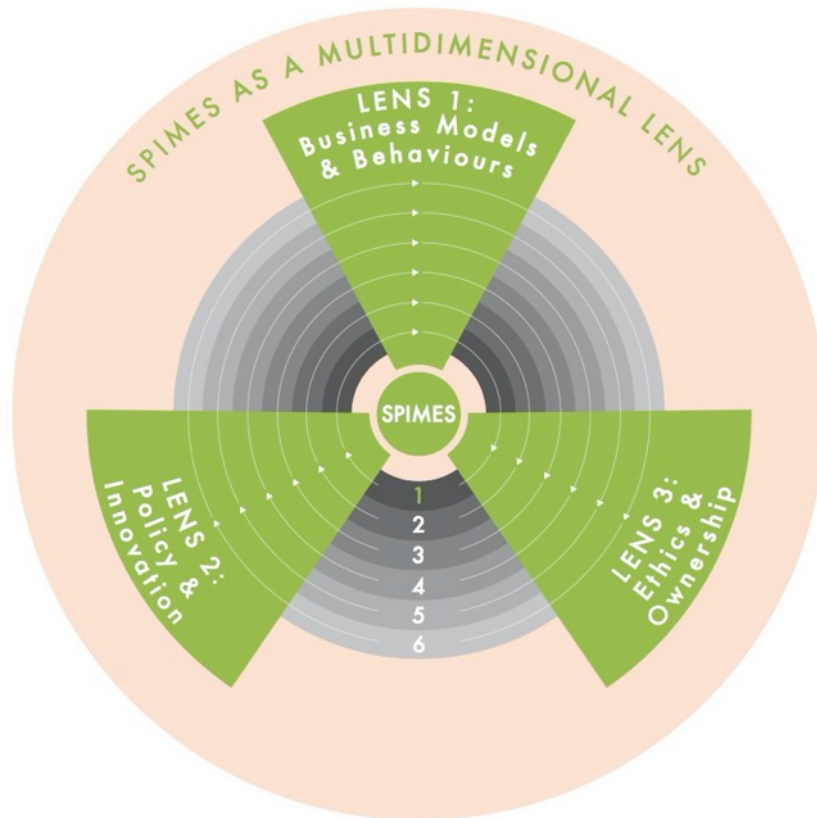 SPIMES AS A MULTIDIMENSIONAL LENS
LENS 1:
Business Models
& Behaviours
SPIMES
LENS 2:
Policy &
Innovation
LENS 3:
Ethics &
Ownership
1
2
3
4
5
6